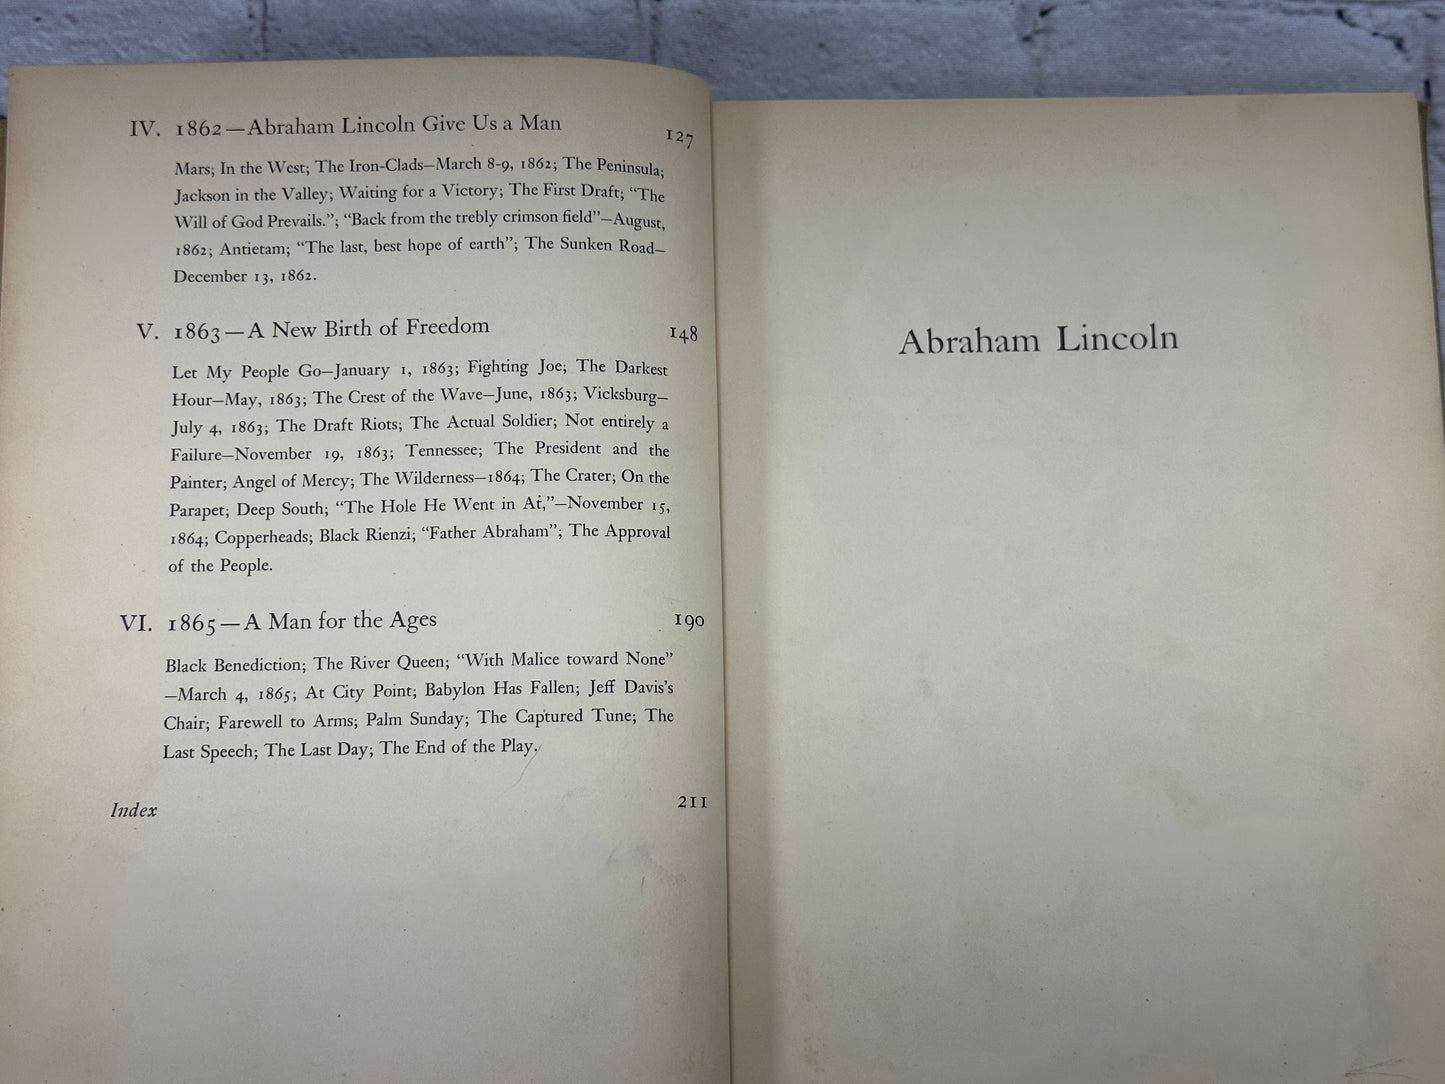 IV. 1862—Abraham Lincoln Give Us a Man 127
Mars; In the West; The Iron-Clads—March 8-9, 1862; The Peninsula;
Jackson in the Valley; Waiting for a Victory; The First Draft; “The
Will of God Prevails.”; “Back from the trebly crimson field”—August,
1862; Antietam; “The last, best hope of earth”; The Sunken Road—
December 13, 1862.
V. 1863—A New Birth of Freedom 148
Let My People Go—January 1, 1863; Fighting Joe; The Darkest
Hour—May, 1863; The Crest of the Wave—June, 1863; Vicksburg—
July 4, 1863; The Draft Riots; The Actual Soldier; Not entirely a
Failure—November 19, 1863; Tennessee; The President and the
Painter; Angel of Mercy; The Wilderness—1864; The Crater; On the
Parapet; Deep South; “The Hole He Went in At,”—November 15,
1864; Copperheads; Black Rienzi; “Father Abraham”; The Approval
of the People.
VI. 1865—A Man for the Ages 190
Black Benediction; The River Queen; “With Malice toward None”
—March 4, 1865; At City Point; Babylon Has Fallen; Jeff Davis’s
Chair; Farewell to Arms; Palm Sunday; The Captured Tune; The
Last Speech; The Last Day; The End of the Play.
Index 211
Abraham Lincoln